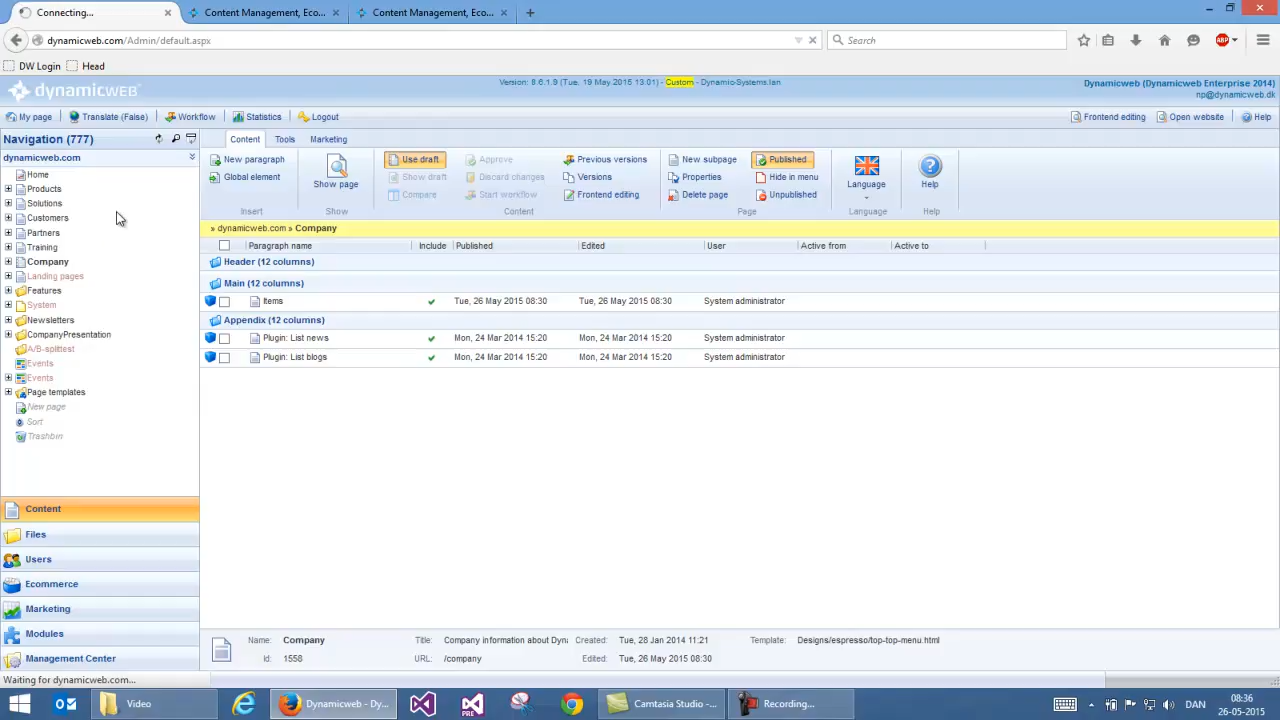 Connecting...
Content Management, Eco...
Content Management, Eco...
dynamicweb.com/Admin/default.aspx
Search
ABP
DW Login
Head
dynamicweb
Version: 8.6.1.9 (Tue, 19 May 2015 13.01) - Custom - Dynamic-Systems.lan
Dynamicweb (Dynamicweb Enterprise 2014)
np@dynamicweb.dk
My page
Translate (False)
Workflow
Statistics
Logout
Frontend editing
Open website
Help
Navigation (777)
dynamicweb.com
Home
Products
Solutions
Customers
Partners
Training
Company
Landing pages
Features
System
Newsletters
CompanyPresentation
A/B-splittest
Events
Events
Page templates
New page
Sort
Trashbin
Content
Files
Users
Ecommerce
Marketing
Modules
Management Center
Content
Tools
Marketing
New paragraph
Global element
Insert
Show page
Show
Use draft
Show draft
Compare
Approve
Discard changes
Start workflow
Previous versions
Versions
Frontend editing
Content
New subpage
Properties
Delete page
Published
Hide in menu
Unpublished
Page
Language
Language
Help
Help
» dynamicweb.com » Company
Paragraph name Include Published Edited User Active from Active to
Header (12 columns)
Main (12 columns)
Items Tue, 26 May 2015 08:30 Tue, 26 May 2015 08:30 System administrator
Appendix (12 columns)
Plugin: List news Mon, 24 Mar 2014 15:20 Mon, 24 Mar 2014 15:20 System administrator
Plugin: List blogs Mon, 24 Mar 2014 15:20 Mon, 24 Mar 2014 15:20 System administrator
Name: Company Title: Company information about Dyna Created: Tue, 28 Jan 2014 11:21 Template: Designs/espresso/top-top-menu.html
Id: 1558 URL: /company Edited: Tue, 26 May 2015 08:30
Waiting for dynamicweb.com...
Video
Dynamicweb - Dy...
PRE
Camtasia Studio -...
Recording...
DAN
08:36
26-05-2015